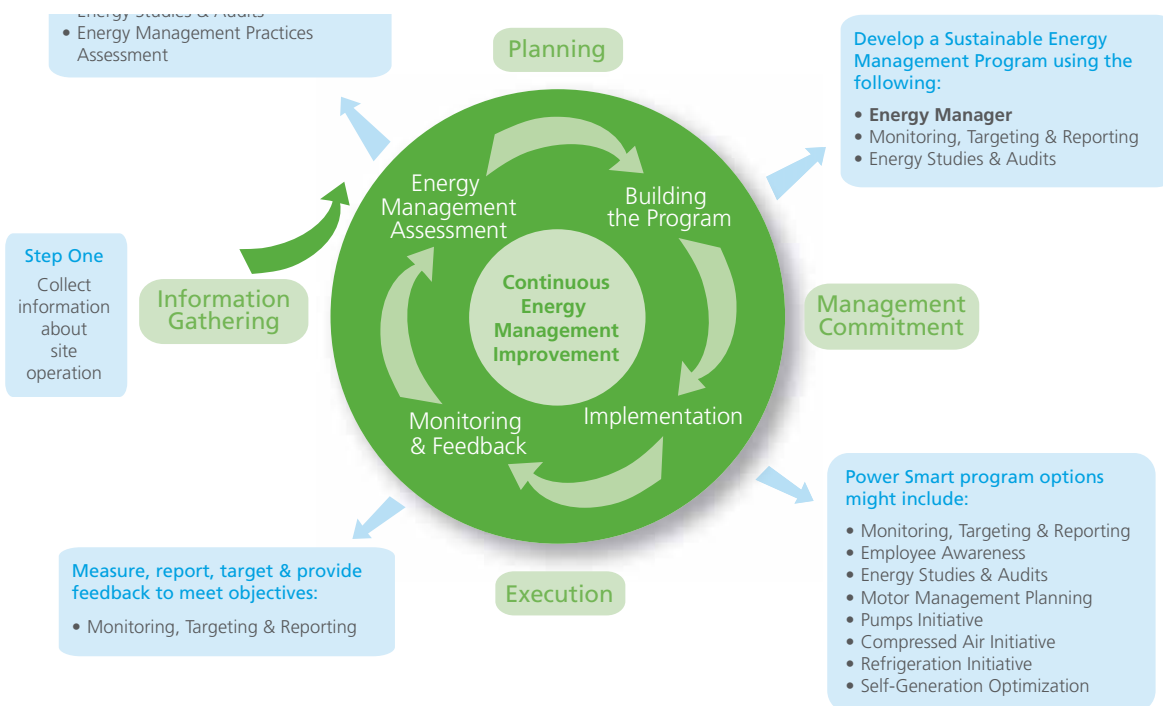 Energy Studies & Audits
• Energy Management Practices
Assessment
Planning
Develop a Sustainable Energy
Management Program using the
following:
• Energy Manager
• Monitoring, Targeting & Reporting
• Energy Studies & Audits
Energy
Management
Assessment
Building
the Program
Step One
Collect
information
about
site
operation
Information
Gathering
Continuous
Energy
Management
Improvement
Management
Commitment
Monitoring
& Feedback
Implementation
Power Smart program options
might include:
• Monitoring, Targeting & Reporting
• Employee Awareness
• Energy Studies & Audits
• Motor Management Planning
• Pumps Initiative
• Compressed Air Initiative
• Refrigeration Initiative
• Self-Generation Optimization
Measure, report, target & provide
feedback to meet objectives:
• Monitoring, Targeting & Reporting
Execution